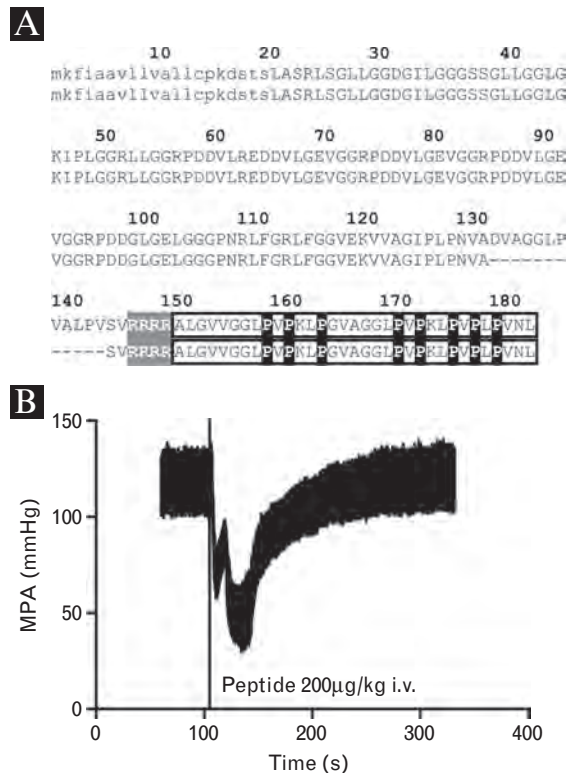 A
10 20 30 40
mkfiaavllvallcpkdstsLASRLSGLLGGDGILGGGSSGLLGGLG
mkfiaavllvallcpkdstsLASRLSGLLGGDGILGGGSSGLLGGLG
50 60 70 80 90
KIPLGGRLLGGRPDDVLREDDVLGEVGGRPDDVLGEVGGRPDDVLGE
KIPLGGRLLGGRPDDVLREDDVLGEVGGRPDDVLGEVGGRPDDVLGE
100 110 120 130
VGGRPDDGLGELGGGPNRLFGRLFGGVEKVVAGIPLPNVADVAGGLP
VGGRPDDGLGELGGGPNRLFGRLFGGVEKVVAGIPLPNVA-------
140 150 160 170 180
VALPVSVRRRRALGVVGGLPVPKLPGVAGGLPVPKLPVPLPVNL
-----SVRRRRALGVVGGLPVPKLPGVAGGLPVPKLPVPLPVNL
B
150
100
50
0
MPA (mmHg)
Peptide 200µg/kg i.v.
0 100 200 300 400
Time (s)